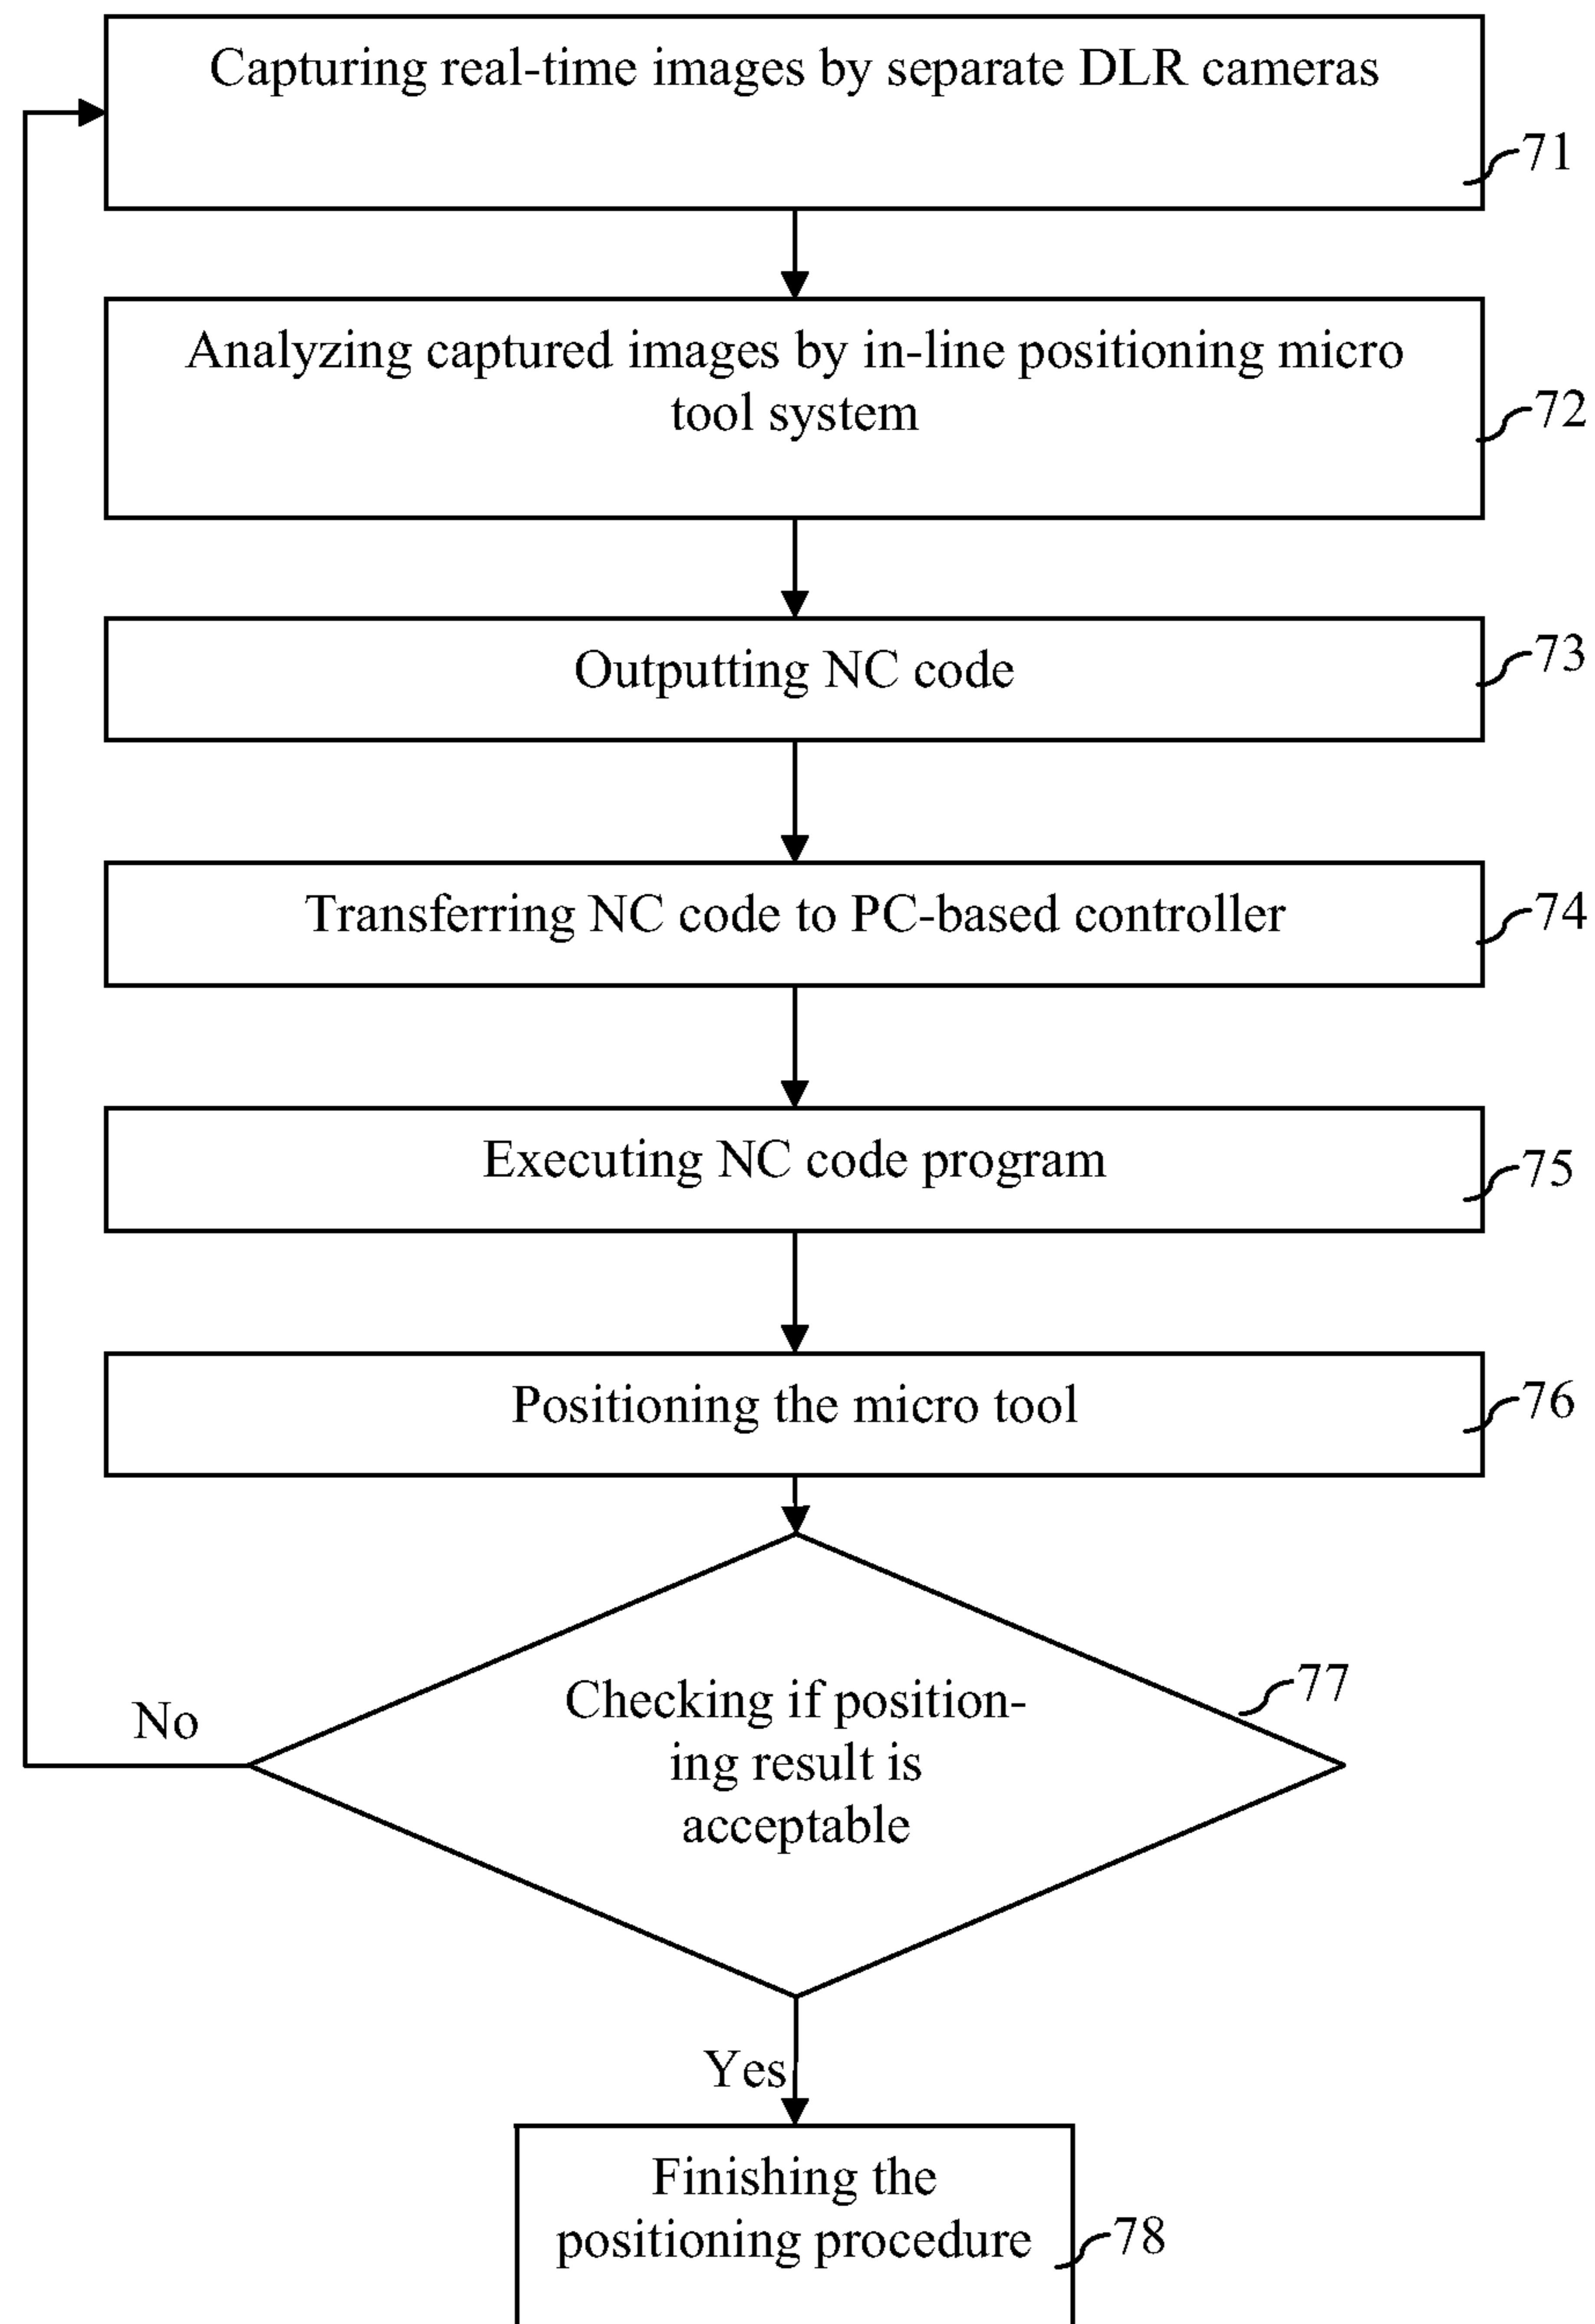 Capturing real-time images by separate DLR cameras
71
Analyzing captured images by in-line positioning micro
tool system
72
Outputting NC code
73
Transferring NC code to PC-based controller
74
Executing NC code program
75
Positioning the micro tool
76
Checking if position-
ing result is
acceptable
77
No
Yes
Finishing the
positioning procedure
78